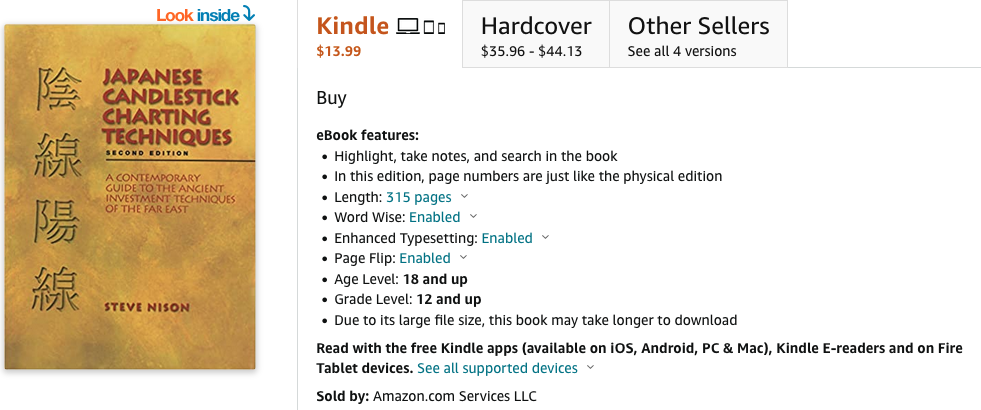 Look inside
陰
線
陽
線
JAPANESE
CANDLESTICK
CHARTING
TECHNIQUES
SECOND EDITION
A CONTEMPORARY
GUIDE TO THE ANCIENT
INVESTMENT TECHNIQUES
OF THE FAR EAST
STEVE NISON
Kindle
$13.99
Hardcover
$35.96 - $44.13
Other Sellers
See all 4 versions
Buy
eBook features:
• Highlight, take notes, and search in the book
• In this edition, page numbers are just like the physical edition
• Length: 315 pages
• Word Wise: Enabled
• Enhanced Typesetting: Enabled
• Page Flip: Enabled
• Age Level: 18 and up
• Grade Level: 12 and up
• Due to its large file size, this book may take longer to download
Read with the free Kindle apps (available on iOS, Android, PC & Mac), Kindle E-readers and on Fire
Tablet devices. See all supported devices
Sold by: Amazon.com Services LLC